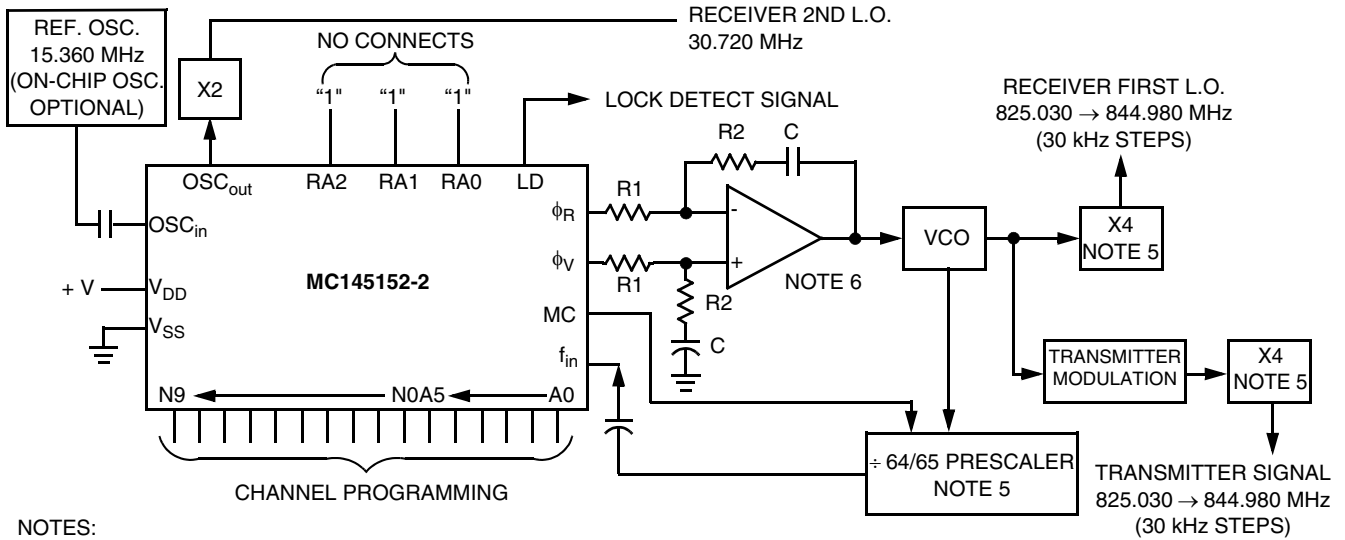 REF. OSC.
15.360 MHz
(ON-CHIP OSC.
OPTIONAL)
X2
RECEIVER 2ND L.O.
30.720 MHz
NO CONNECTS
“1" “1" “1"
LOCK DETECT SIGNAL
RECEIVER FIRST L.O.
825.030 → 844.980 MHz
(30 kHz STEPS)
OSCout RA2 RA1 RA0 LD
OSCin
+ V VDD
VSS
MC145152-2
ϕR
ϕV
MC
fin
N9 N0A5 A0
CHANNEL PROGRAMMING
R1
R1
R2 C
-
+
R2
C
NOTE 6
VCO
X4
NOTE 5
TRANSMITTER
MODULATION
X4
NOTE 5
÷ 64/65 PRESCALER
NOTE 5
TRANSMITTER SIGNAL
825.030 → 844.980 MHz
(30 kHz STEPS)
NOTES: